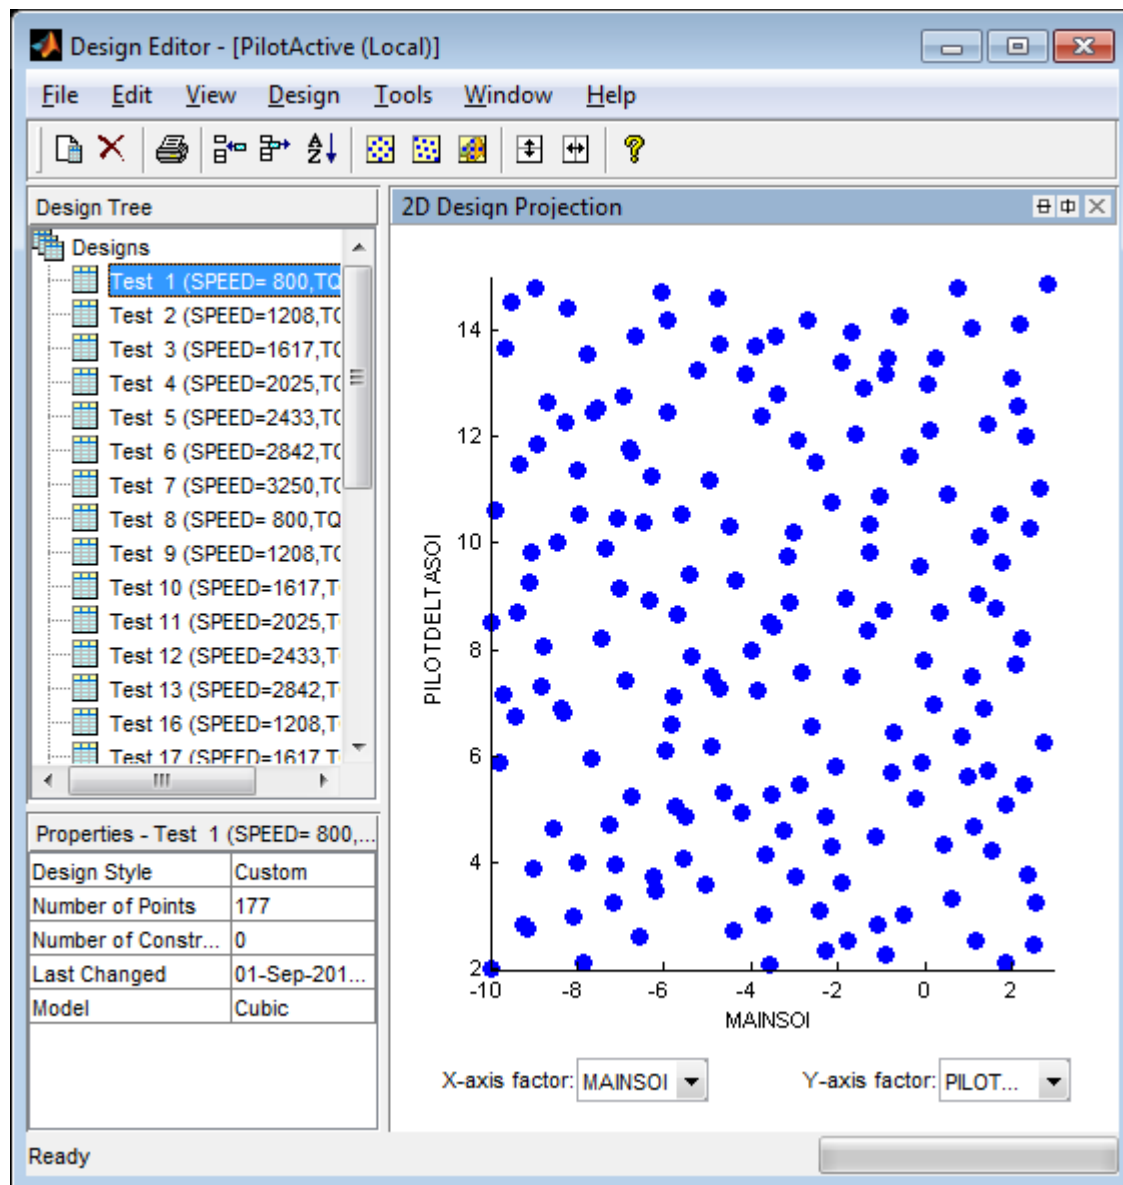 Design Editor - [PilotActive (Local)]
File Edit View Design Tools Window Help
Design Tree
Designs
Test 1 (SPEED= 800,TQ
Test 2 (SPEED=1208,TC
Test 3 (SPEED=1617,TC
Test 4 (SPEED=2025,TC
Test 5 (SPEED=2433,TC
Test 6 (SPEED=2842,TC
Test 7 (SPEED=3250,TC
Test 8 (SPEED= 800,TQ
Test 9 (SPEED=1208,TC
Test 10 (SPEED=1617,T
Test 11 (SPEED=2025,T
Test 12 (SPEED=2433,T
Test 13 (SPEED=2842,T
Test 16 (SPEED=1208,T
Test 17 (SPEED=1617,T
Properties - Test 1 (SPEED= 800,...
Design Style Custom
Number of Points 177
Number of Constr... 0
Last Changed 01-Sep-201...
Model Cubic
2D Design Projection
14
12
10
8
6
4
2
PILOTDELTASOI
-10 -8 -6 -4 -2 0 2
MAINSOI
X-axis factor: MAINSOI Y-axis factor: PILOT...
Ready